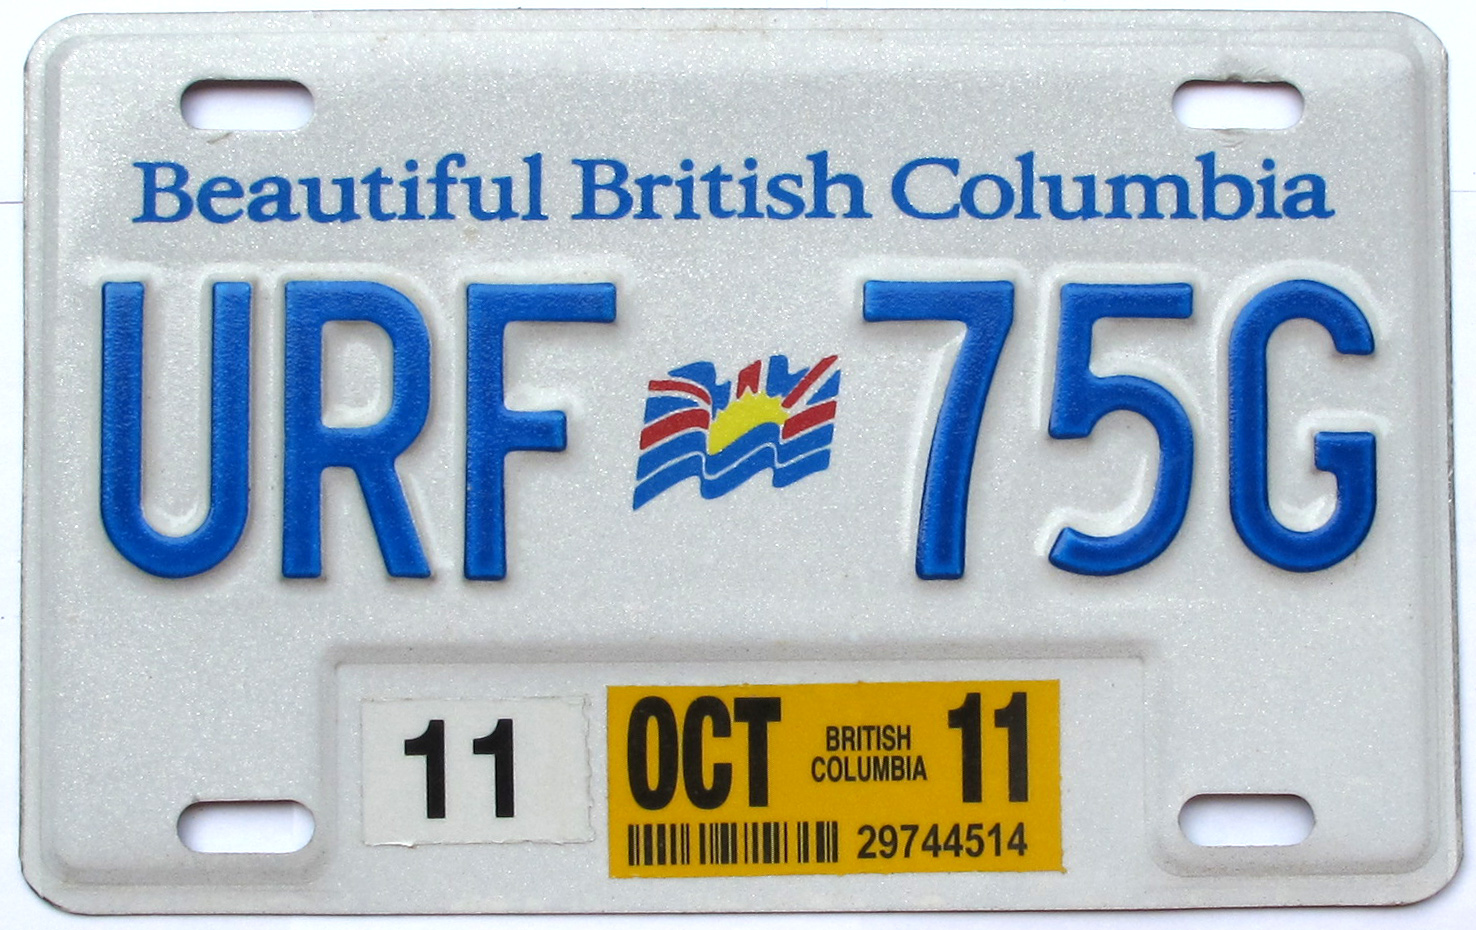 Beautiful British Columbia
URF 75G
11
OCT BRITISH COLUMBIA 11
29744514